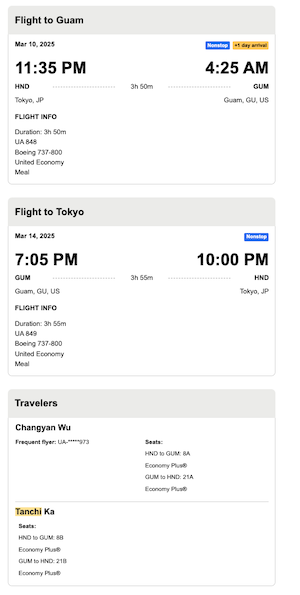 Flight to Guam
Mar 10, 2025 Nonstop +1 day arrival
11:35 PM 4:25 AM
HND 3h 50m GUM
Tokyo, JP Guam, GU, US
FLIGHT INFO
Duration: 3h 50m
UA 848
Boeing 737-800
United Economy
Meal
Flight to Tokyo
Mar 14, 2025 Nonstop
7:05 PM 10:00 PM
GUM 3h 55m HND
Guam, GU, US Tokyo, JP
FLIGHT INFO
Duration: 3h 55m
UA 849
Boeing 737-800
United Economy
Meal
Travelers
Changyan Wu
Frequent flyer: UA-*****973 Seats:
HND to GUM: 8A
Economy Plus®
GUM to HND: 21A
Economy Plus®
Tanchi Ka
Seats:
HND to GUM: 8B
Economy Plus®
GUM to HND: 21B
Economy Plus®